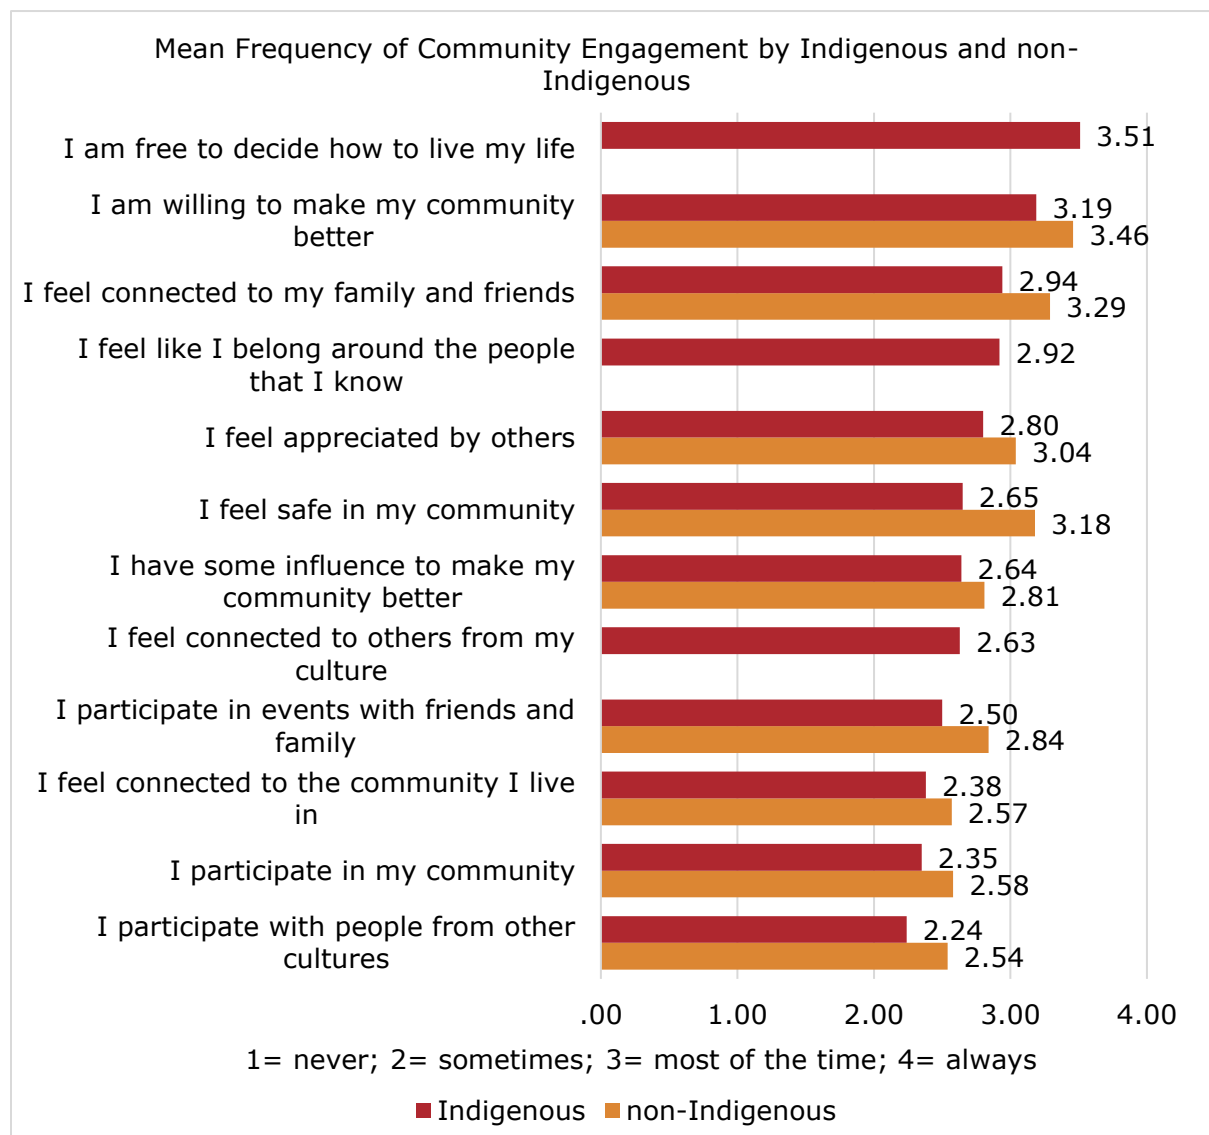 Mean Frequency of Community Engagement by Indigenous and non-
Indigenous
I am free to decide how to live my life
3.51
I am willing to make my community
better
3.19
3.46
I feel connected to my family and friends
2.94
3.29
I feel like I belong around the people
that I know
2.92
I feel appreciated by others
2.80
3.04
I feel safe in my community
2.65
3.18
I have some influence to make my
community better
2.64
2.81
I feel connected to others from my
culture
2.63
I participate in events with friends and
family
2.50
2.84
I feel connected to the community I live
in
2.38
2.57
I participate in my community
2.35
2.58
I participate with people from other
cultures
2.24
2.54
.00 1.00 2.00 3.00 4.00
1= never; 2= sometimes; 3= most of the time; 4= always
Indigenous non-Indigenous